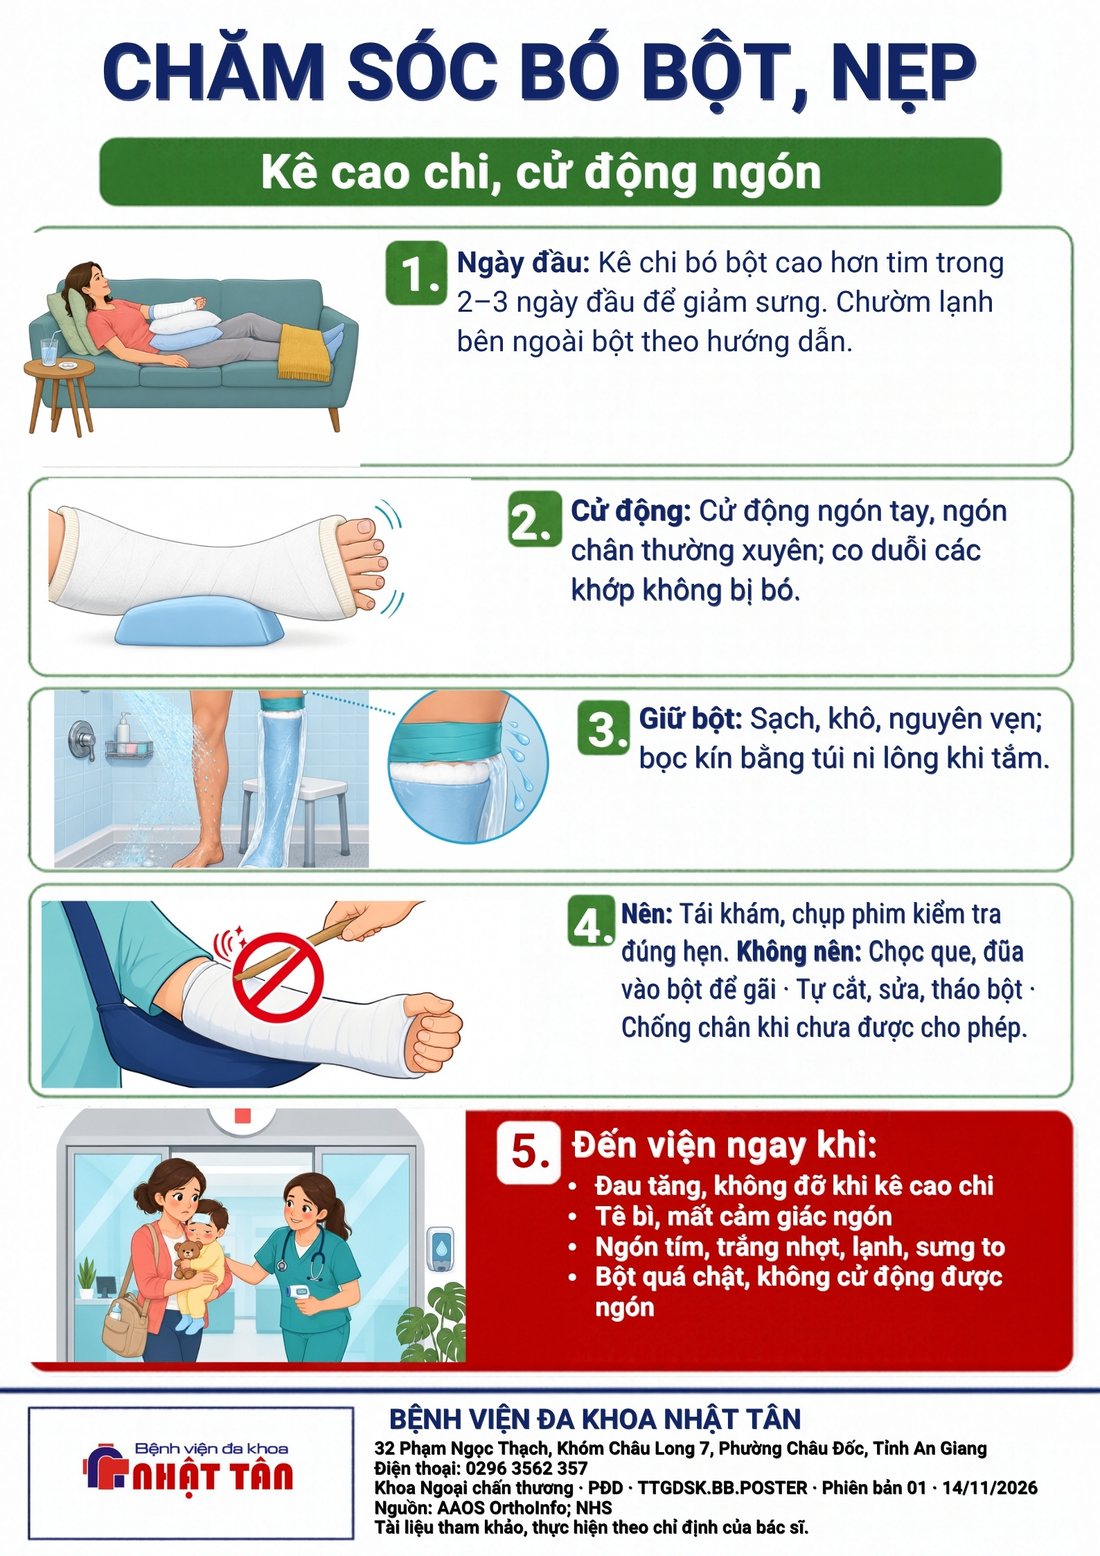 CHĂM SÓC BÓ BỘT, NẸP
Kê cao chi, cử động ngón
1. Ngày đầu: Kê chi bó bột cao hơn tim trong
2–3 ngày đầu để giảm sưng. Chườm lạnh
bên ngoài bột theo hướng dẫn.
2. Cử động: Cử động ngón tay, ngón
chân thường xuyên; co duỗi các
khớp không bị bó.
3. Giữ bột: Sạch, khô, nguyên vẹn;
bọc kín bằng túi ni lông khi tắm.
4. Nên: Tái khám, chụp phim kiểm tra
đúng hẹn. Không nên: Chọc que, đũa
vào bột để gãi · Tự cắt, sửa, tháo bột ·
Chống chân khi chưa được cho phép.
5. Đến viện ngay khi:
• Đau tăng, không đỡ khi kê cao chi
• Tê bì, mất cảm giác ngón
• Ngón tím, trắng nhợt, lạnh, sưng to
• Bột quá chật, không cử động được
ngón
Bệnh viện đa khoa
NHẬT TÂN
BỆNH VIỆN ĐA KHOA NHẬT TÂN
32 Phạm Ngọc Thạch, Khóm Châu Long 7, Phường Châu Đốc, Tỉnh An Giang
Điện thoại: 0296 3562 357
Khoa Ngoại chấn thương · PĐD · TTGDSK.BB.POSTER · Phiên bản 01 · 14/11/2026
Nguồn: AAOS OrthoInfo; NHS
Tài liệu tham khảo, thực hiện theo chỉ định của bác sĩ.